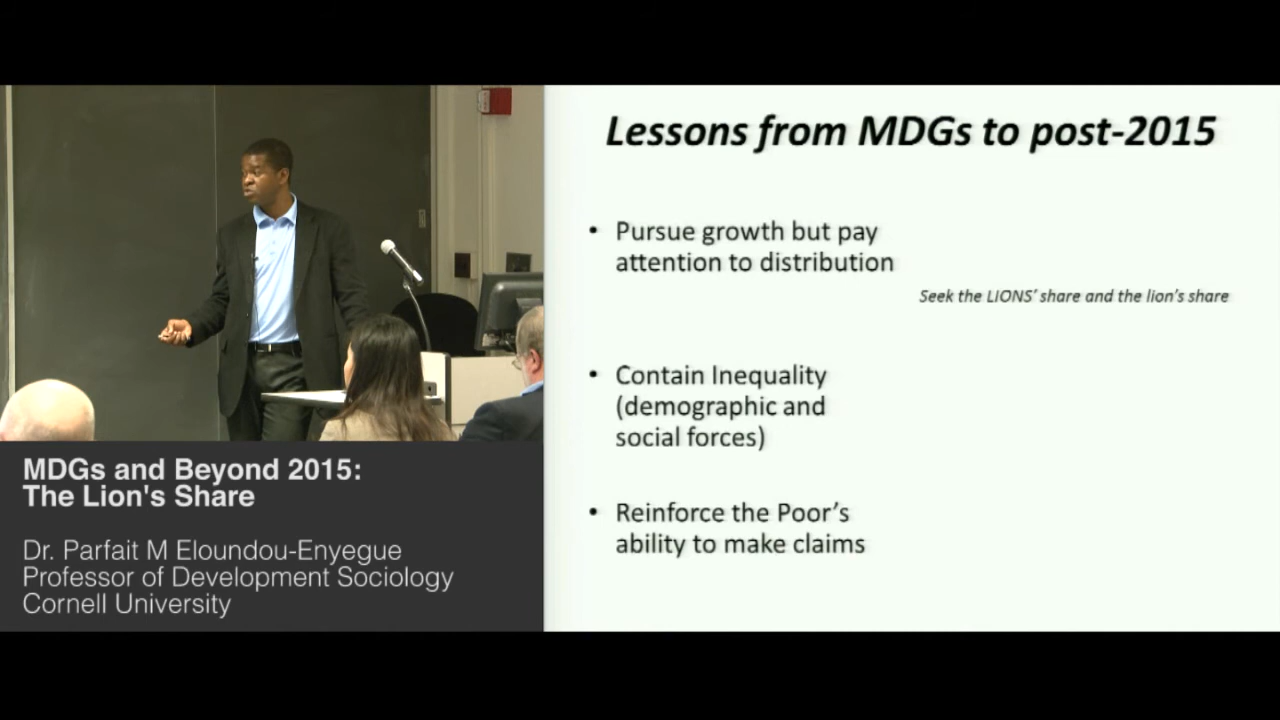 Lessons from MDGs to post-2015
• Pursue growth but pay
attention to distribution
Seek the LIONS' share and the lion's share
• Contain Inequality
(demographic and
social forces)
• Reinforce the Poor's
ability to make claims
MDGs and Beyond 2015:
The Lion's Share
Dr. Parfait M Eloundou-Enyegue
Professor of Development Sociology
Cornell University